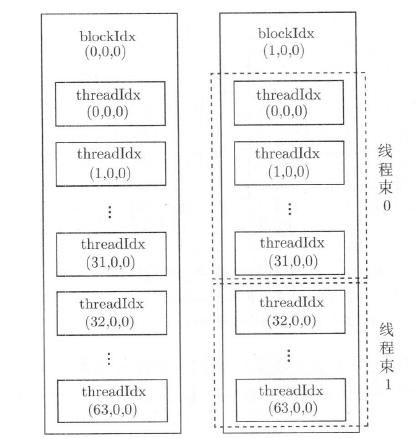 blockIdx
(0,0,0)
threadIdx
(0,0,0)
threadIdx
(1,0,0)
⋮
threadIdx
(31,0,0)
threadIdx
(32,0,0)
⋮
threadIdx
(63,0,0)
blockIdx
(1,0,0)
threadIdx
(0,0,0)
threadIdx
(1,0,0)
⋮
threadIdx
(31,0,0)
threadIdx
(32,0,0)
⋮
threadIdx
(63,0,0)
线程束0
线程束1